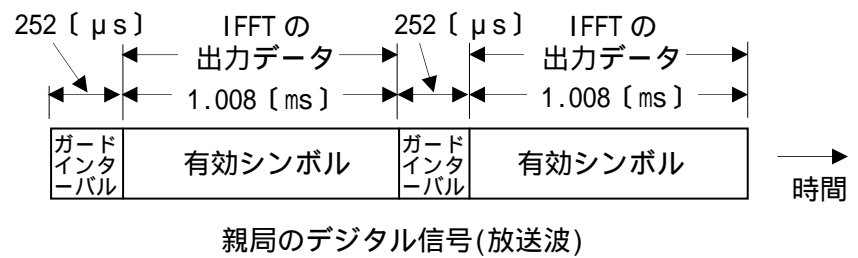 252〔μs〕
IFFTの
出力データ
1.008〔ms〕
252〔μs〕
IFFTの
出力データ
1.008〔ms〕
ガード
インタ
ーバル
有効シンボル
ガード
インタ
ーバル
有効シンボル
時間
親局のデジタル信号(放送波)